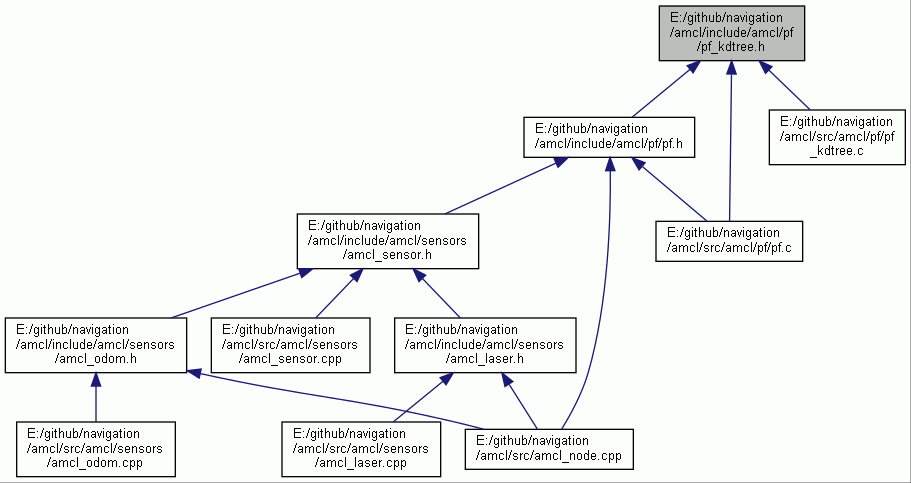 E:/github/navigation
/amcl/include/amcl/pf
/pf_kdtree.h
E:/github/navigation
/amcl/include/amcl/pf/pf.h
E:/github/navigation
/amcl/src/amcl/pf/pf
_kdtree.c
E:/github/navigation
/amcl/include/amcl/sensors
/amcl_sensor.h
E:/github/navigation
/amcl/src/amcl/pf/pf.c
E:/github/navigation
/amcl/include/amcl/sensors
/amcl_odom.h
E:/github/navigation
/amcl/src/amcl/sensors
/amcl_sensor.cpp
E:/github/navigation
/amcl/include/amcl/sensors
/amcl_laser.h
E:/github/navigation
/amcl/src/amcl/sensors
/amcl_odom.cpp
E:/github/navigation
/amcl/src/amcl/sensors
/amcl_laser.cpp
E:/github/navigation
/amcl/src/amcl_node.cpp